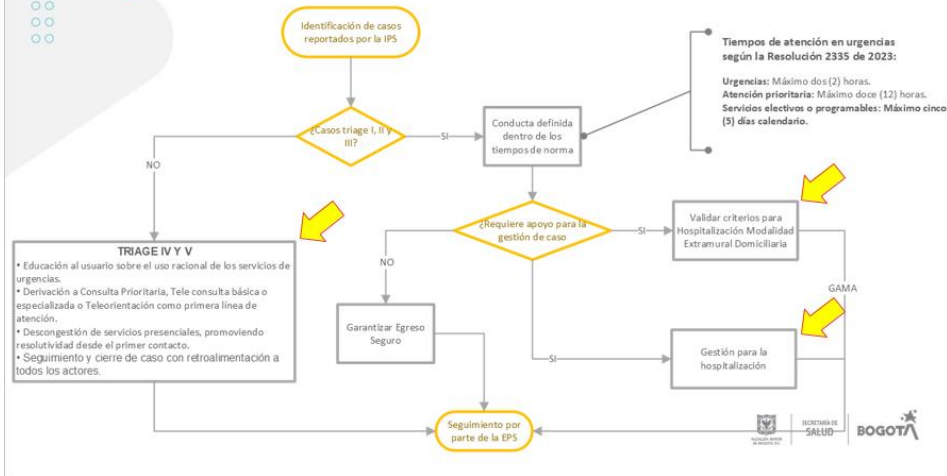 Identificación de casos
reportados por la IPS
Tiempos de atención en urgencias
según la Resolución 2335 de 2023:
Urgencias: Máximo dos (2) horas.
Atención prioritaria: Máximo doce (12) horas.
Servicios electivos o programables: Máximo cinco
(5) días calendario.
¿Casos triage I, II y
III?
SI
Conducta definida
dentro de los
tiempos de norma
NO
¿Requiere apoyo para la
gestión de caso
SI
Validar criterios para
Hospitalización Modalidad
Extramural Domiciliaria
TRIAGE IV Y V
• Educación al usuario sobre el uso racional de los servicios de
urgencias.
• Derivación a Consulta Prioritaria, Tele consulta básica o
especializada o Teleorientación como primera línea de
atención.
• Descongestión de servicios presenciales, promoviendo
resolutividad desde el primer contacto.
• Seguimiento y cierre de caso con retroalimentación a
todos los actores.
NO
GAMA
Garantizar Egreso
Seguro
SI
Gestión para la
hospitalización
Seguimiento por
parte de la EPS
ALCALDÍA MAYOR
DE BOGOTÁ D.C.
SECRETARÍA DE
SALUD
BOGOTÁ